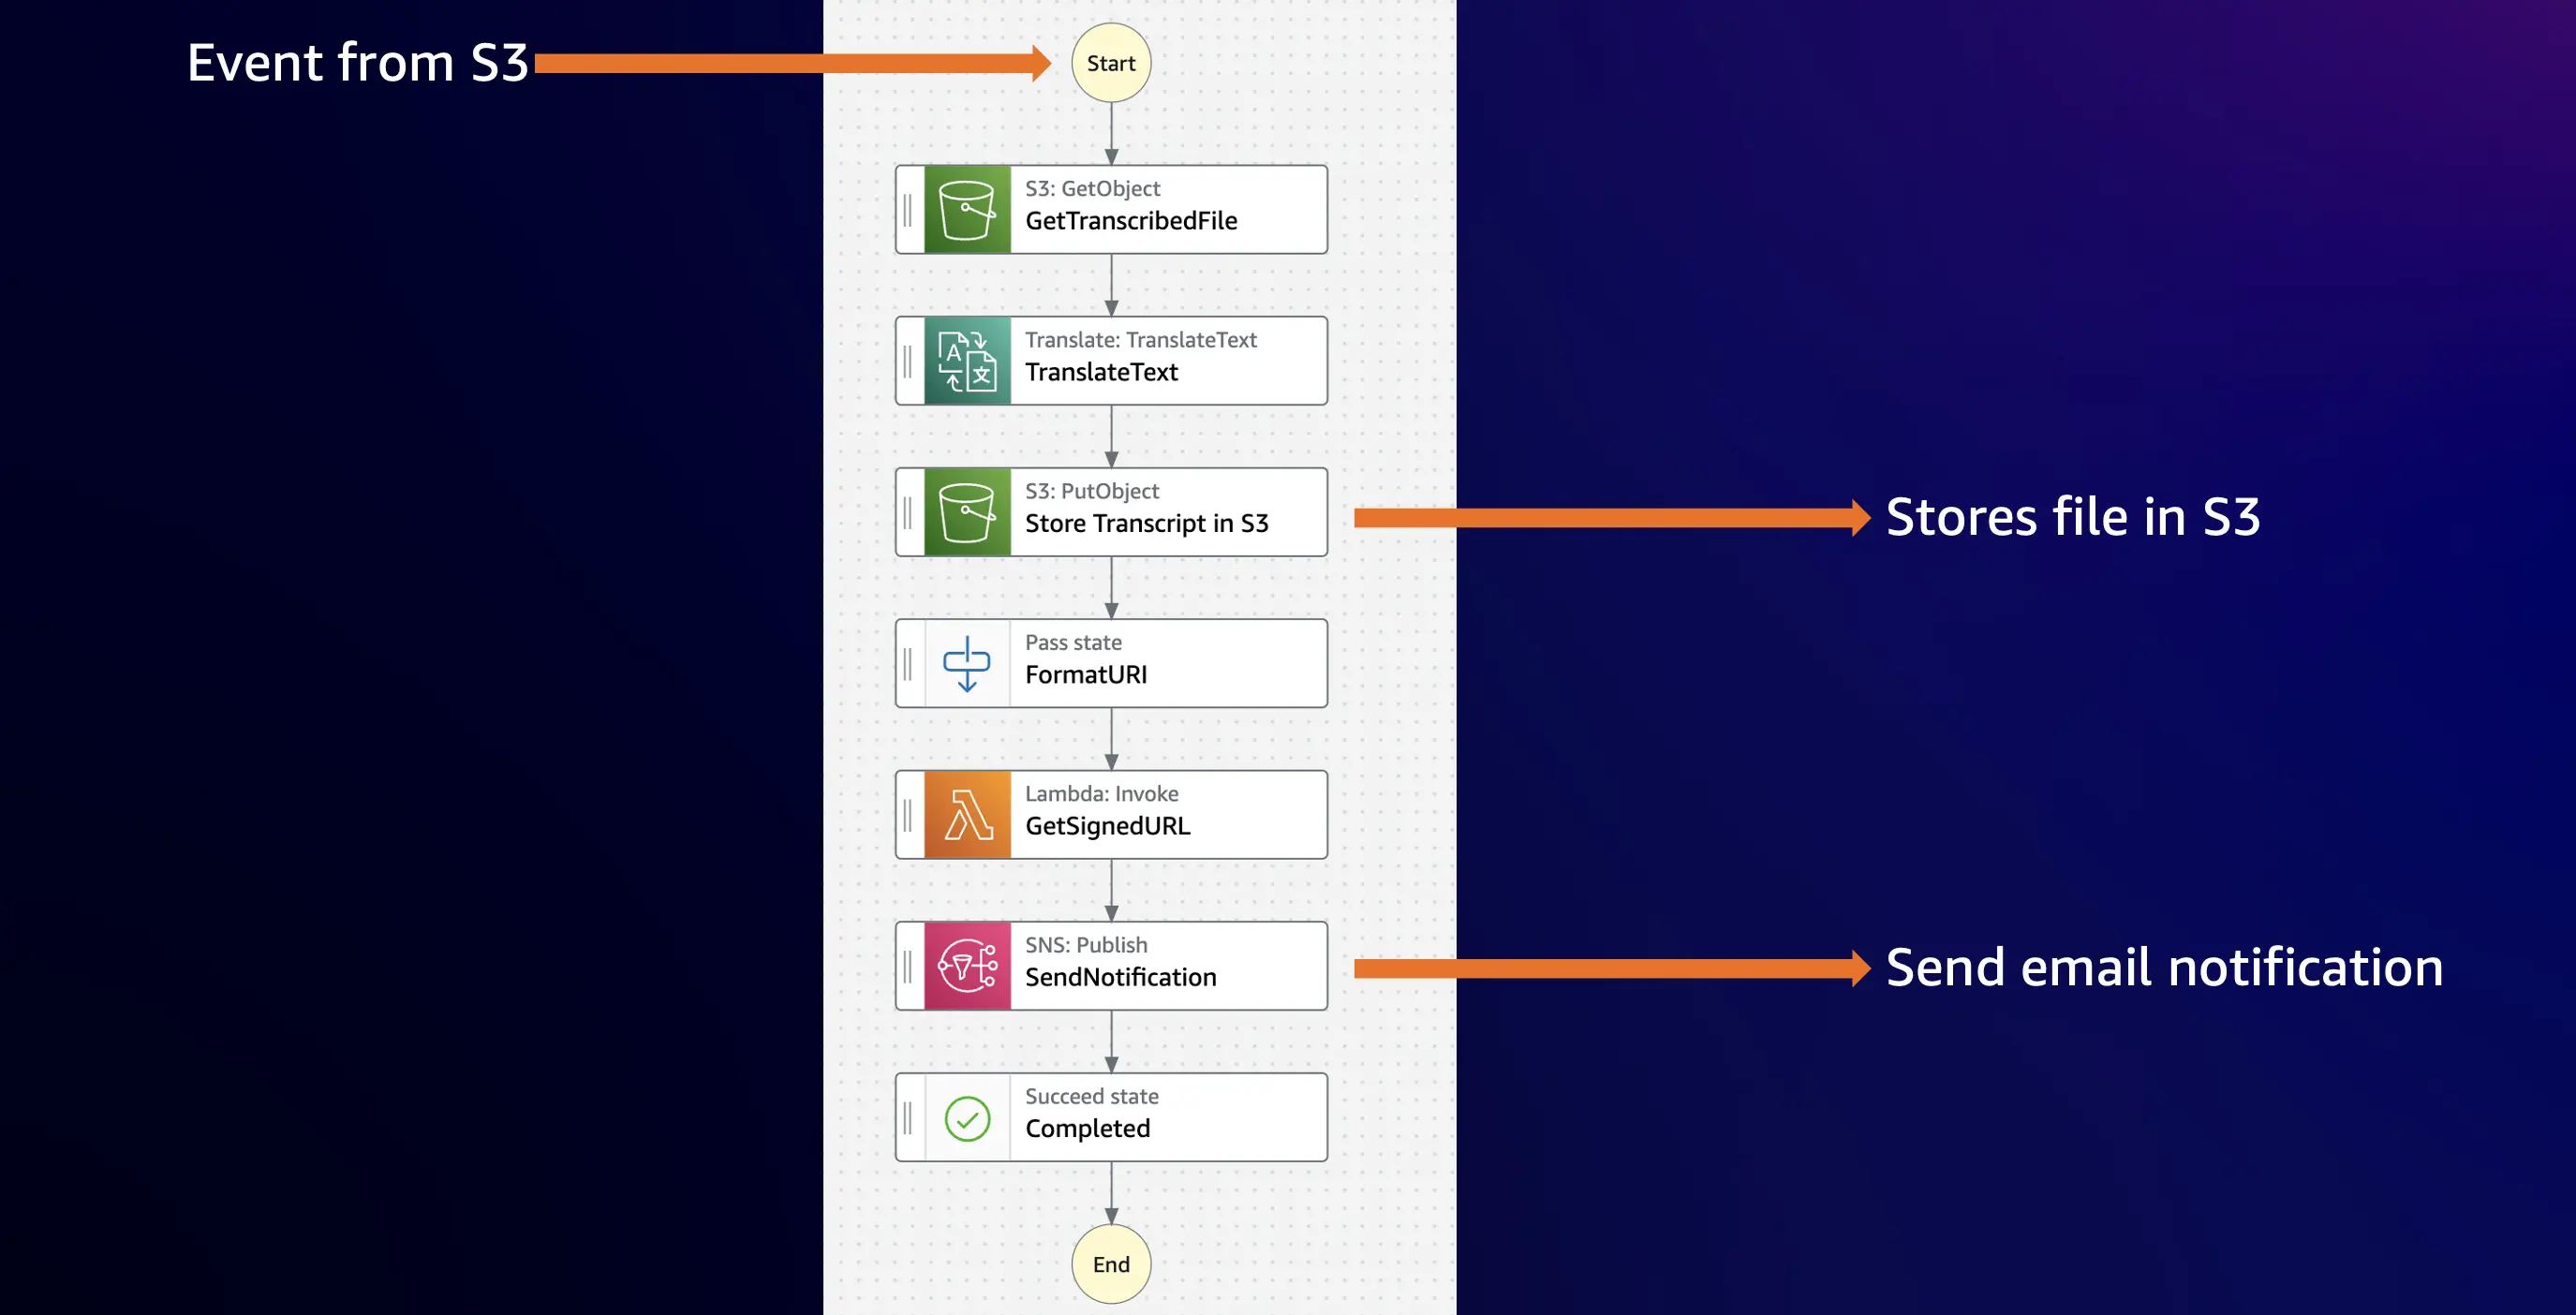 Event from S3
Start
S3: GetObject
GetTranscribedFile
Translate: TranslateText
TranslateText
S3: PutObject
Store Transcript in S3
Stores file in S3
Pass state
FormatURI
Lambda: Invoke
GetSignedURL
SNS: Publish
SendNotification
Send email notification
Succeed state
Completed
End